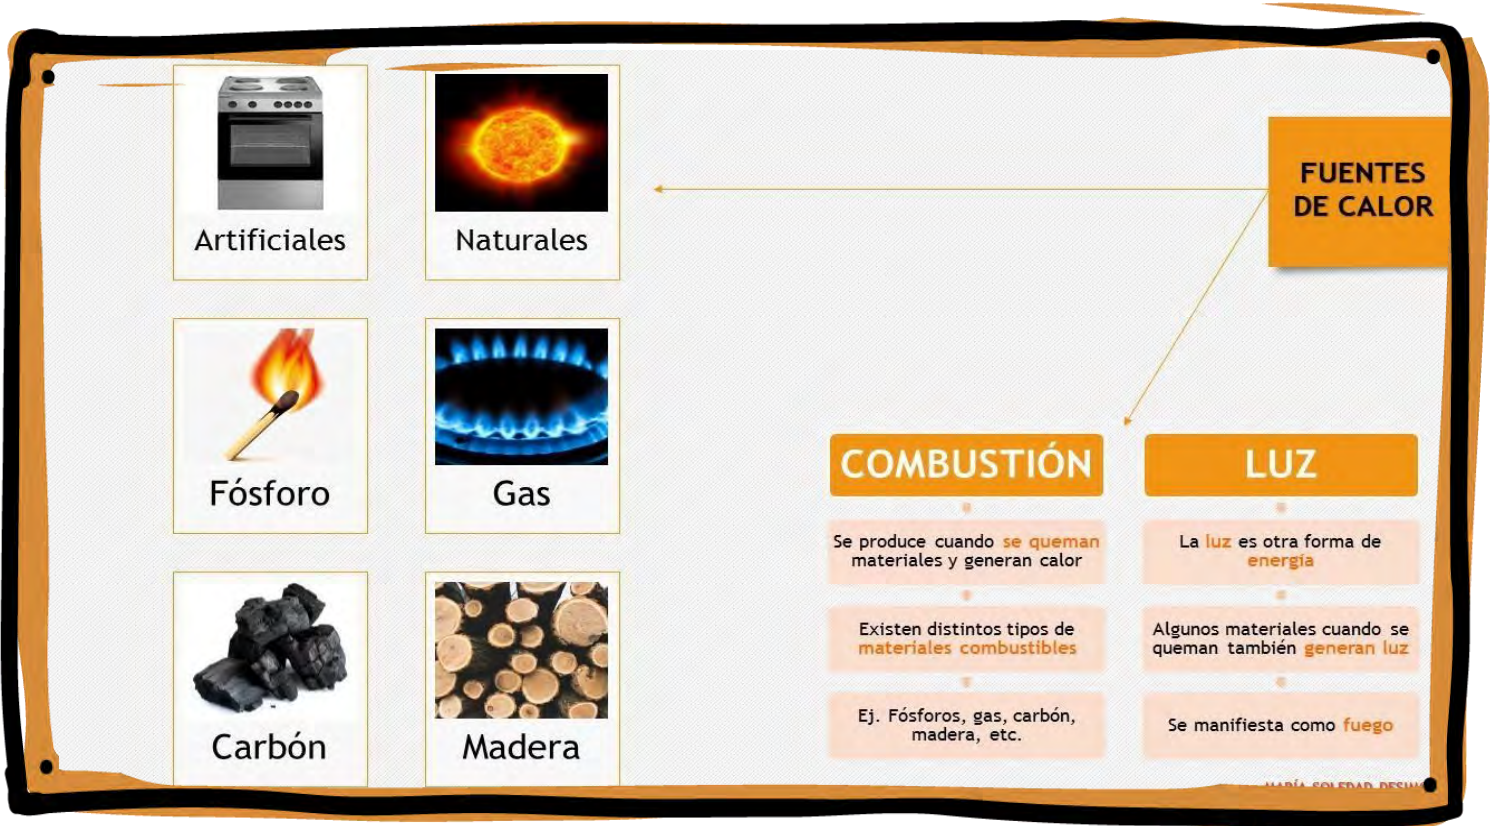 FUENTES
DE CALOR
Artificiales
Naturales
Fósforo
Gas
Carbón
Madera
COMBUSTIÓN
Se produce cuando se queman
materiales y generan calor
Existen distintos tipos de
materiales combustibles
Ej. Fósforos, gas, carbón,
madera, etc.
LUZ
La luz es otra forma de
energía
Algunos materiales cuando se
queman también generan luz
Se manifiesta como fuego
MARÍA SOLEDAD